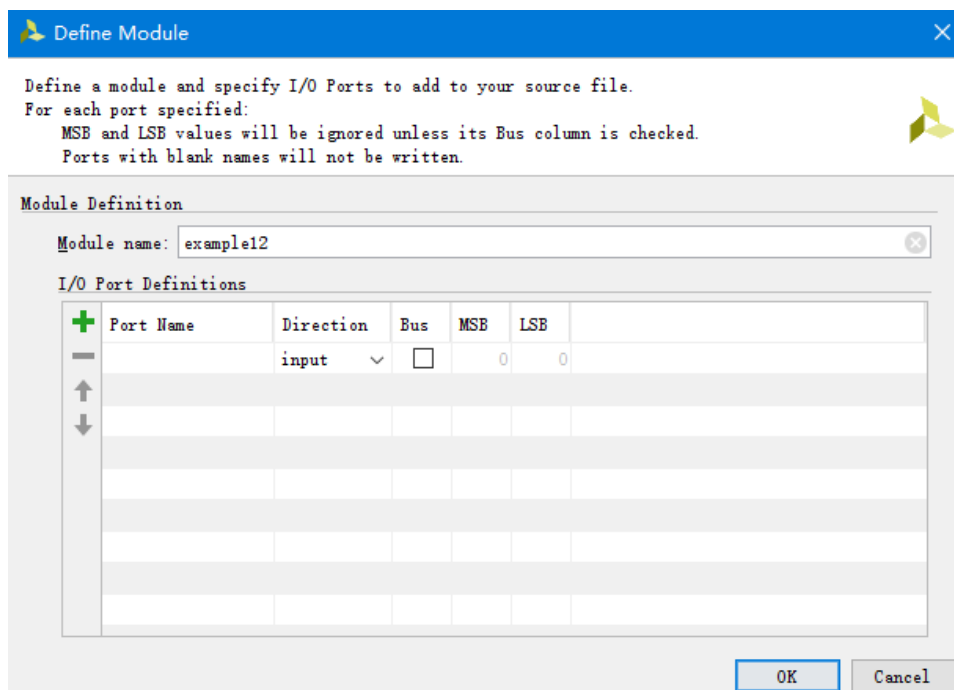 Define Module
Define a module and specify I/O Ports to add to your source file.
For each port specified:
MSB and LSB values will be ignored unless its Bus column is checked.
Ports with blank names will not be written.
Module Definition
Module name: example12
I/O Port Definitions
Port Name Direction Bus MSB LSB
input 0 0
OK Cancel